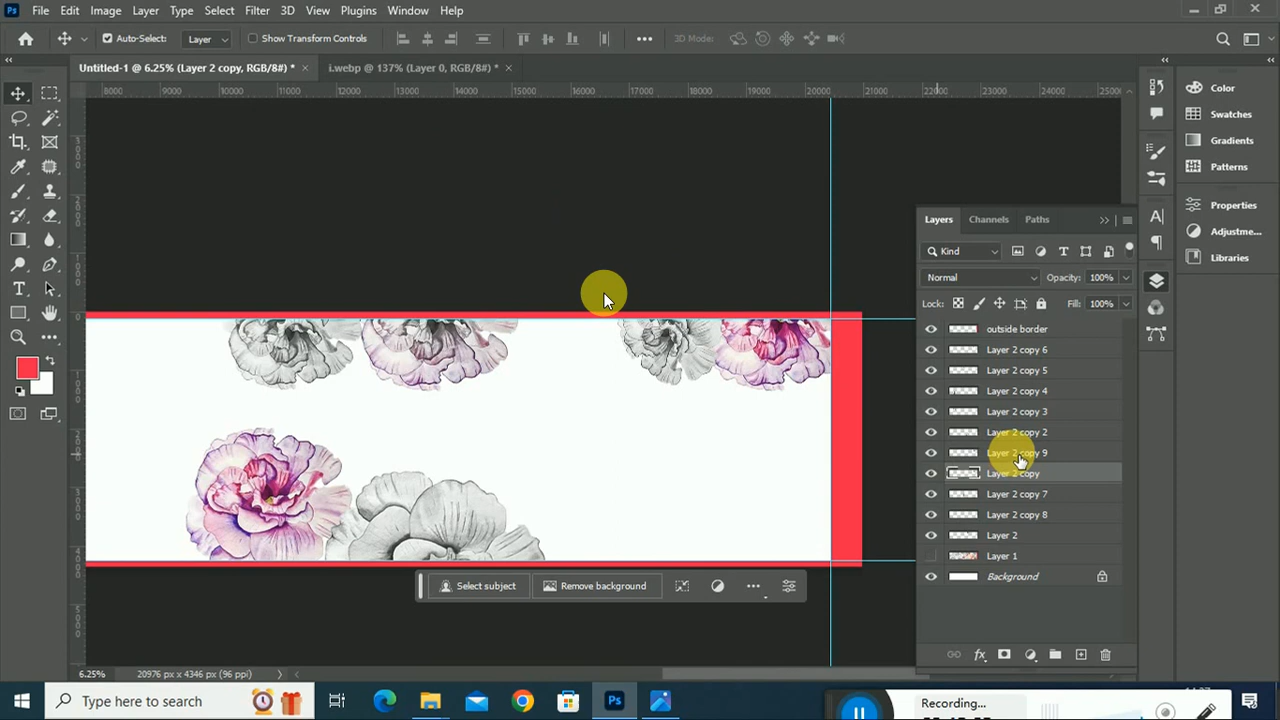 Ps File Edit Image Layer Type Select Filter 3D View Plugins Window Help
Auto-Select: Layer Show Transform Controls 3D Mode:
Untitled-1 @ 6.25% (Layer 2 copy, RGB/8#) * i.webp @ 137% (Layer 0, RGB/8#) *
8000 9000 10000 11000 12000 13000 14000 15000 16000 17000 18000 19000 20000 21000 22000 23000 24000
Color
Swatches
Gradients
Patterns
Properties
Adjustme...
Libraries
Layers Channels Paths
Kind
Normal Opacity: 100%
Lock: Fill: 100%
outside border
Layer 2 copy 6
Layer 2 copy 5
Layer 2 copy 4
Layer 2 copy 3
Layer 2 copy 2
Layer 2 copy 9
Layer 2 copy
Layer 2 copy 7
Layer 2 copy 8
Layer 2
Layer 1
Background
Select subject Remove background
6.25% 20976 px x 4346 px (96 ppi)
Type here to search
Recording...